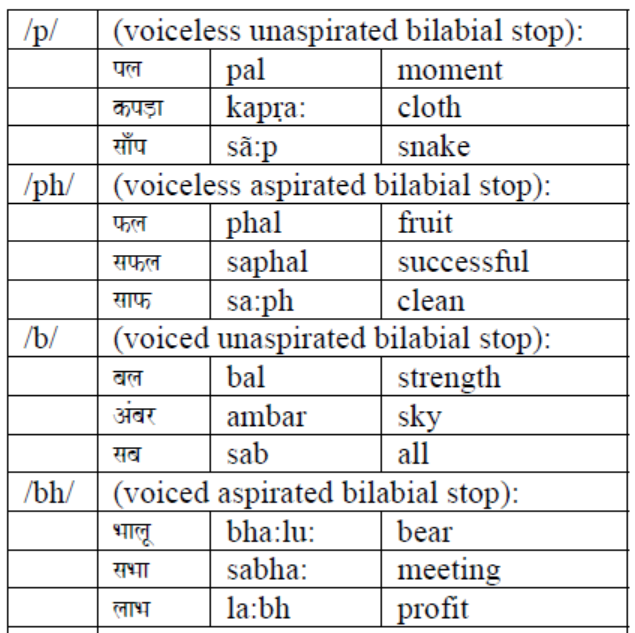 /p/ (voiceless unaspirated bilabial stop):
पल pal moment
कपड़ा kapṛa: cloth
साँप sã:p snake
/ph/ (voiceless aspirated bilabial stop):
फल phal fruit
सफल saphal successful
साफ sa:ph clean
/b/ (voiced unaspirated bilabial stop):
बल bal strength
अंबर ambar sky
सब sab all
/bh/ (voiced aspirated bilabial stop):
भालू bha:lu: bear
सभा sabha: meeting
लाभ la:bh profit